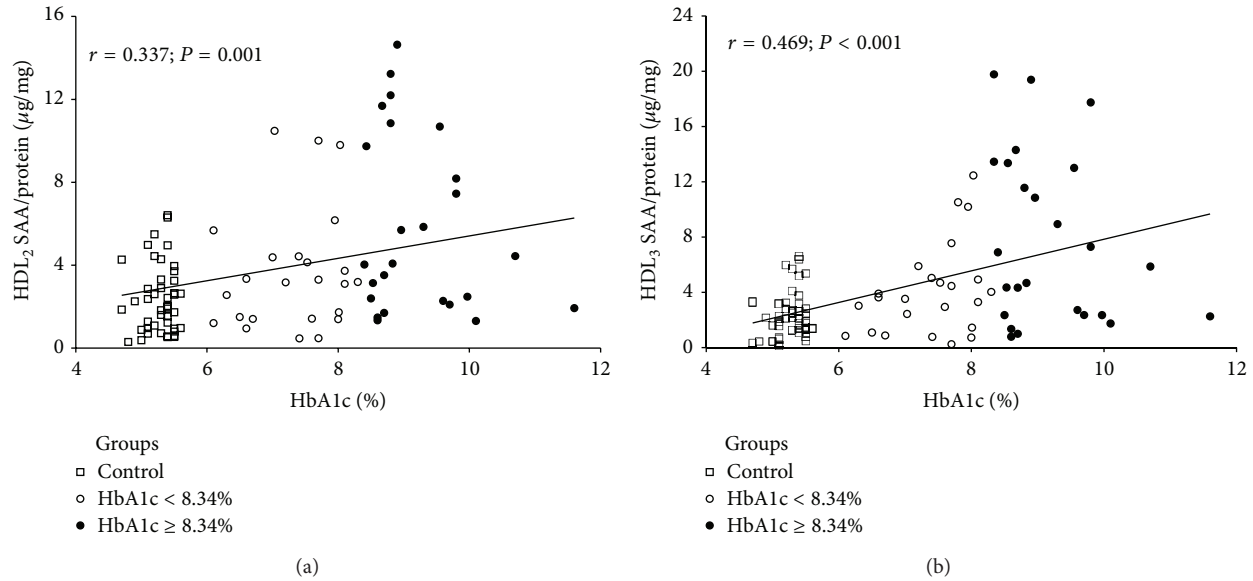 16
12
8
4
0
4
6
8
10
12
HDL₂ SAA/protein (μg/mg)
r = 0.337; P = 0.001
HbA1c (%)
Groups
Control
HbA1c < 8.34%
HbA1c ≥ 8.34%
(a)
24
20
16
12
8
4
0
4
6
8
10
12
HDL₃ SAA/protein (μg/mg)
r = 0.469; P < 0.001
HbA1c (%)
Groups
Control
HbA1c < 8.34%
HbA1c ≥ 8.34%
(b)